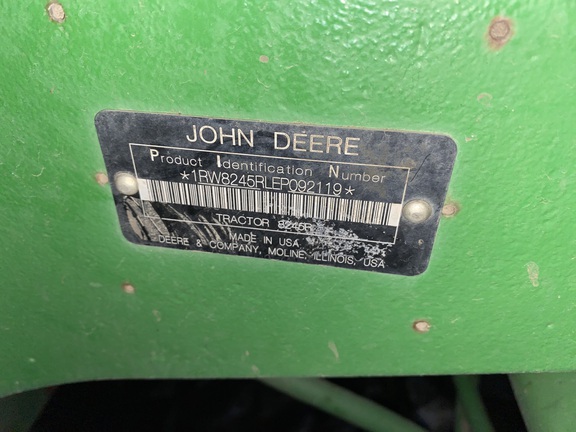 JOHN DEERE
Product Identification Number
*1RW8245RLEP092119*
TRACTOR 8245R
MADE IN USA
DEERE & COMPANY, MOLINE, ILLINOIS, USA